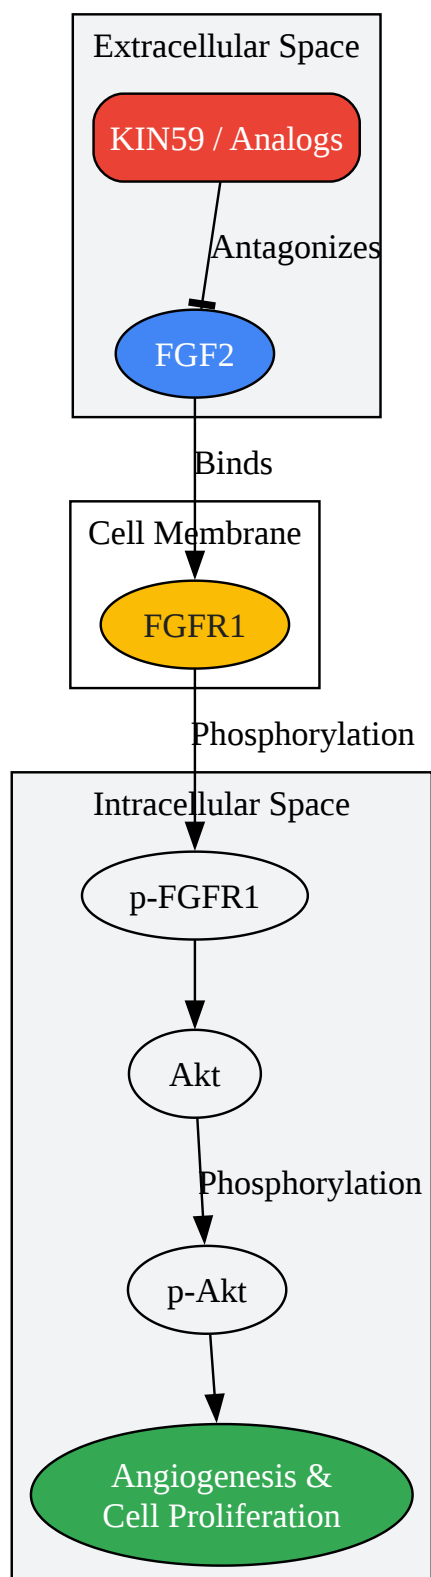 Extracellular Space
KIN59 / Analogs
Antagonizes
FGF2
Binds
Cell Membrane
FGFR1
Phosphorylation
Intracellular Space
p-FGFR1
Akt
Phosphorylation
p-Akt
Angiogenesis &
Cell Proliferation